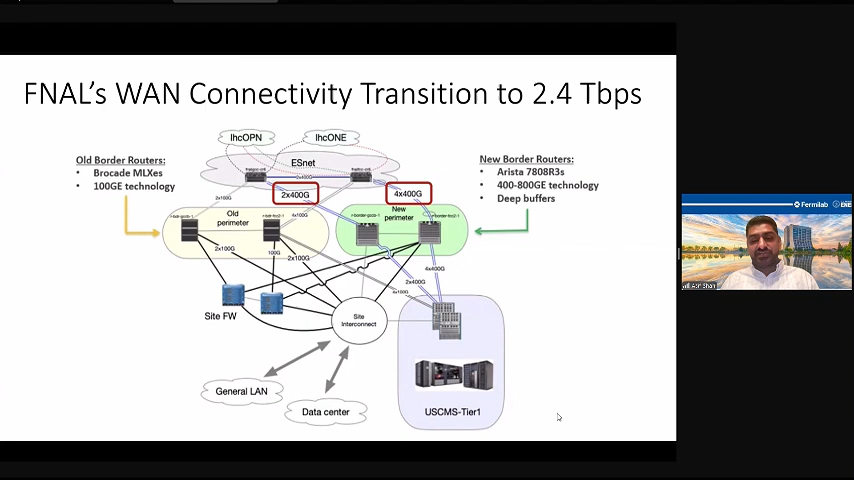 FNAL's WAN Connectivity Transition to 2.4 Tbps
lhcOPN
lhcONE
Old Border Routers:
• Brocade MLXes
• 100GE technology
New Border Routers:
• Arista 7808R3s
• 400-800GE technology
• Deep buffers
ESnet
2x400G
4x400G
2x100G
4x100G
Old
perimeter
New
perimeter
2x100G
100G
2x100G
4x400G
2x400G
Site FW
Site
Interconnect
General LAN
Data center
USCMS-Tier1
Fermilab